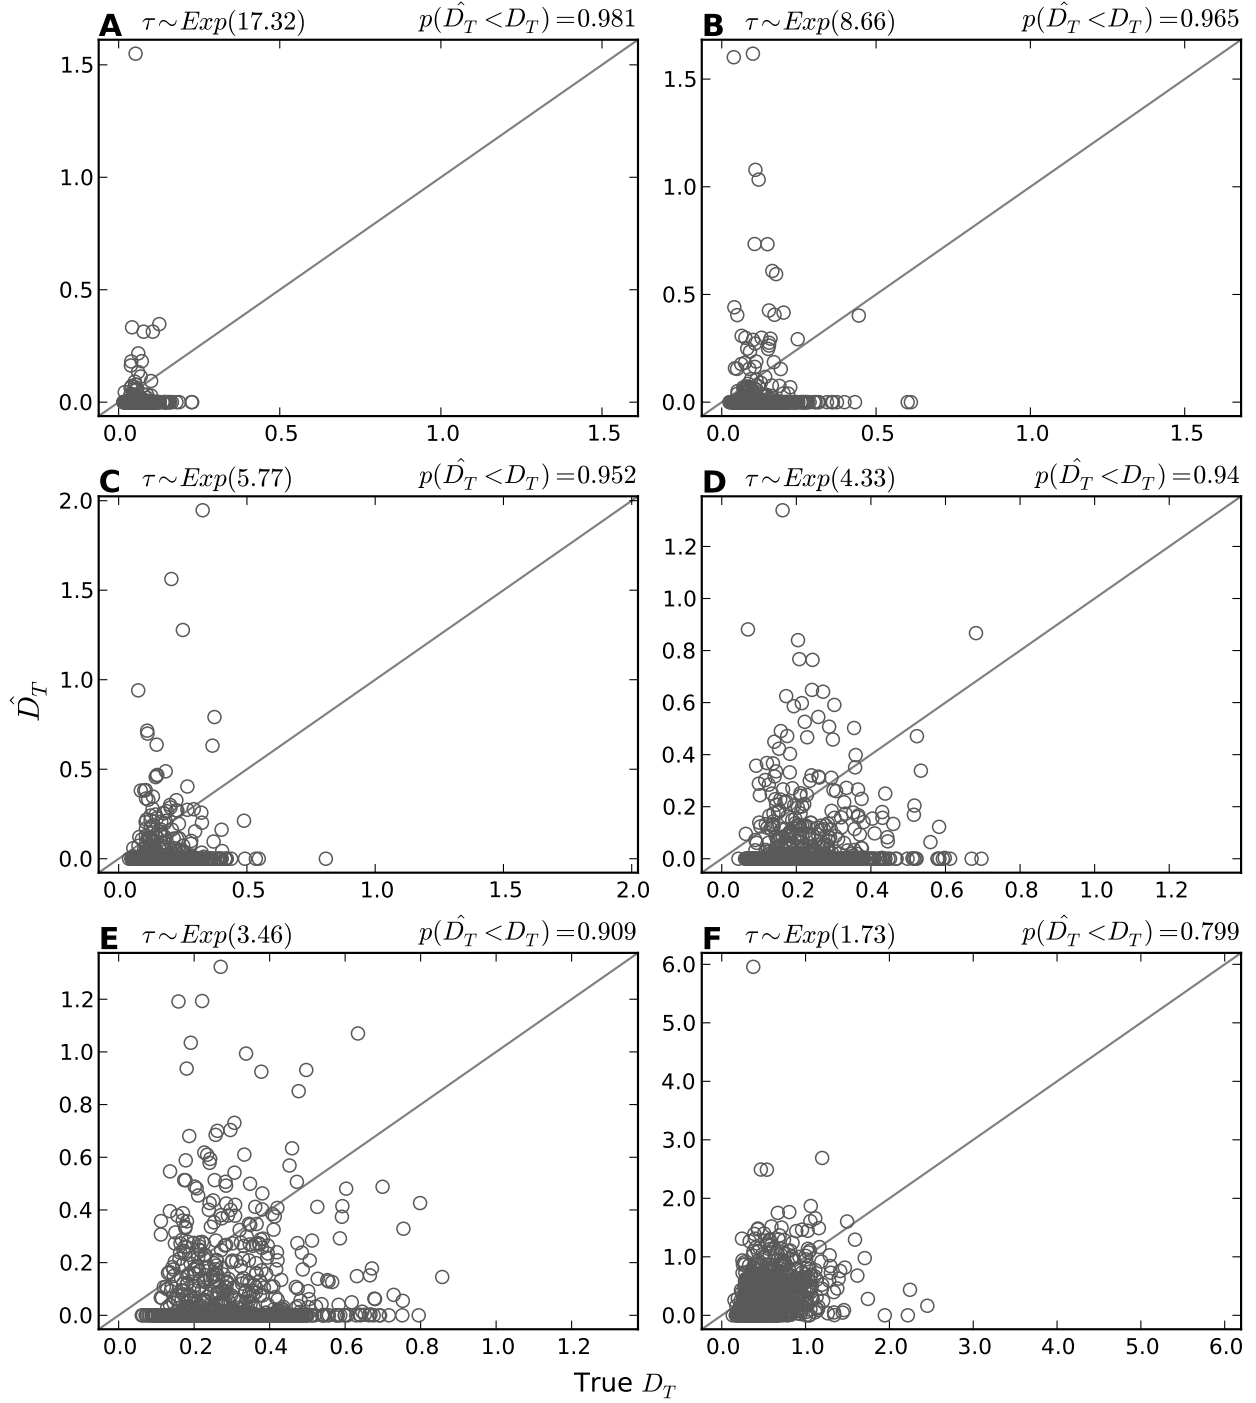 A τ∼Exp(17.32) p(D̂_T <D_T) =0.981
1.5
1.0
0.5
0.0
0.0 0.5 1.0 1.5
B τ∼Exp(8.66) p(D̂_T <D_T) =0.965
1.5
1.0
0.5
0.0
0.0 0.5 1.0 1.5
C τ∼Exp(5.77) p(D̂_T <D_T) =0.952
2.0
1.5
1.0
0.5
0.0
0.0 0.5 1.0 1.5 2.0
D τ∼Exp(4.33) p(D̂_T <D_T) =0.94
1.2
1.0
0.8
0.6
0.4
0.2
0.0
0.0 0.2 0.4 0.6 0.8 1.0 1.2
D̂_T
E τ∼Exp(3.46) p(D̂_T <D_T) =0.909
1.2
1.0
0.8
0.6
0.4
0.2
0.0
0.0 0.2 0.4 0.6 0.8 1.0 1.2
F τ∼Exp(1.73) p(D̂_T <D_T) =0.799
6.0
5.0
4.0
3.0
2.0
1.0
0.0
0.0 1.0 2.0 3.0 4.0 5.0 6.0
True D_T